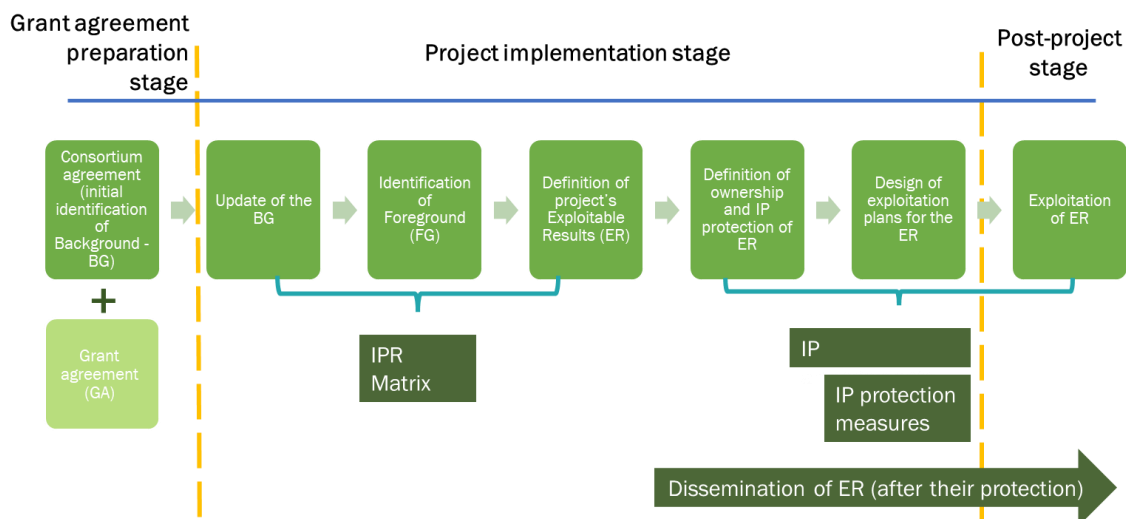 Grant agreement
preparation
stage
Project implementation stage
Post-project
stage
Consortium
agreement
(initial
identification
of
Background -
BG)
Update of the
BG
Identification
of
Foreground
(FG)
Definition of
project's
Exploitable
Results (ER)
Definition of
ownership
and IP
protection of
ER
Design of
exploitation
plans for the
ER
Exploitation
of ER
+
Grant
agreement
(GA)
IPR
Matrix
IP
IP protection
measures
Dissemination of ER (after their protection)